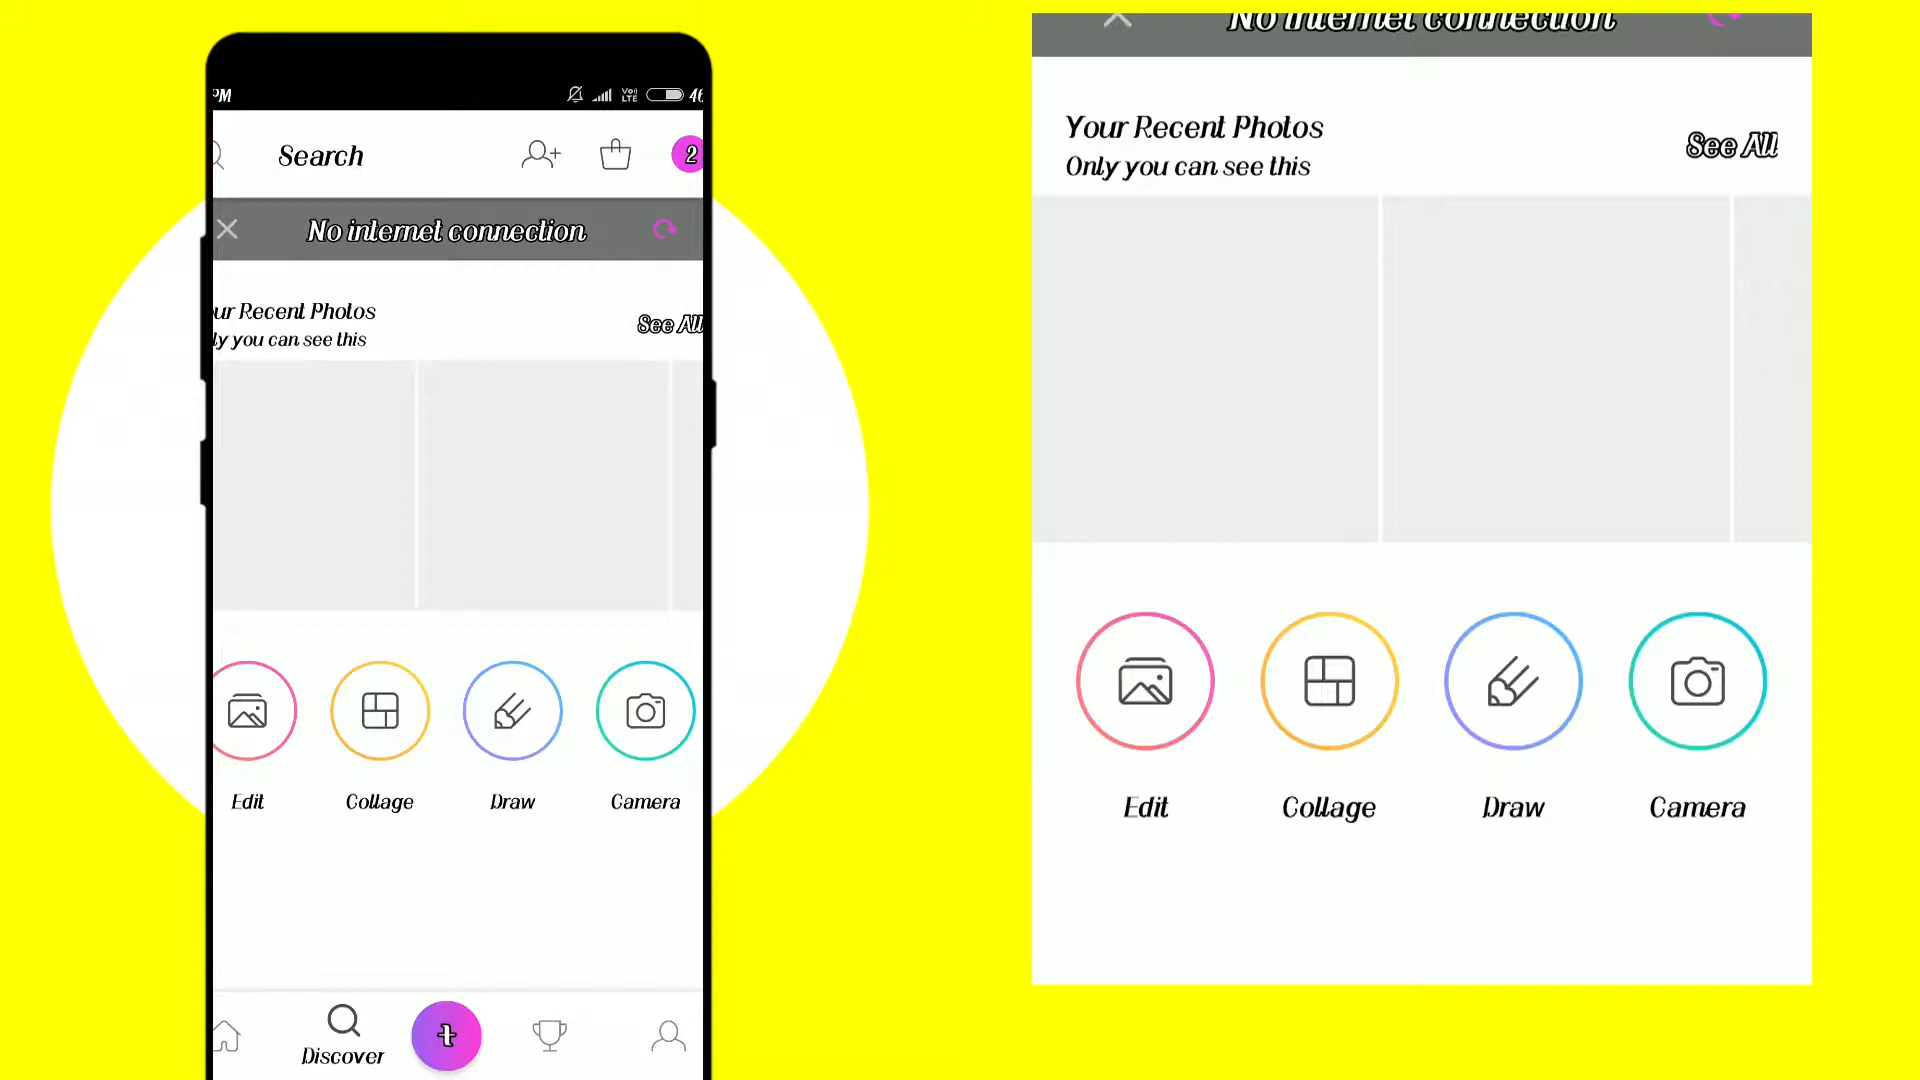 PM
46
Search
2
No internet connection
ur Recent Photos
ly you can see this
See All
Edit
Collage
Draw
Camera
Discover
No internet connection
Your Recent Photos
Only you can see this
See All
Edit
Collage
Draw
Camera